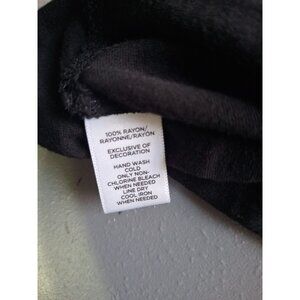 100% RAYON/
RAYONNE/RAYON
EXCLUSIVE OF
DECORATION
HAND WASH
COLD
ONLY NON-
CHLORINE BLEACH
WHEN NEEDED
LINE DRY
COOL IRON
WHEN NEEDED